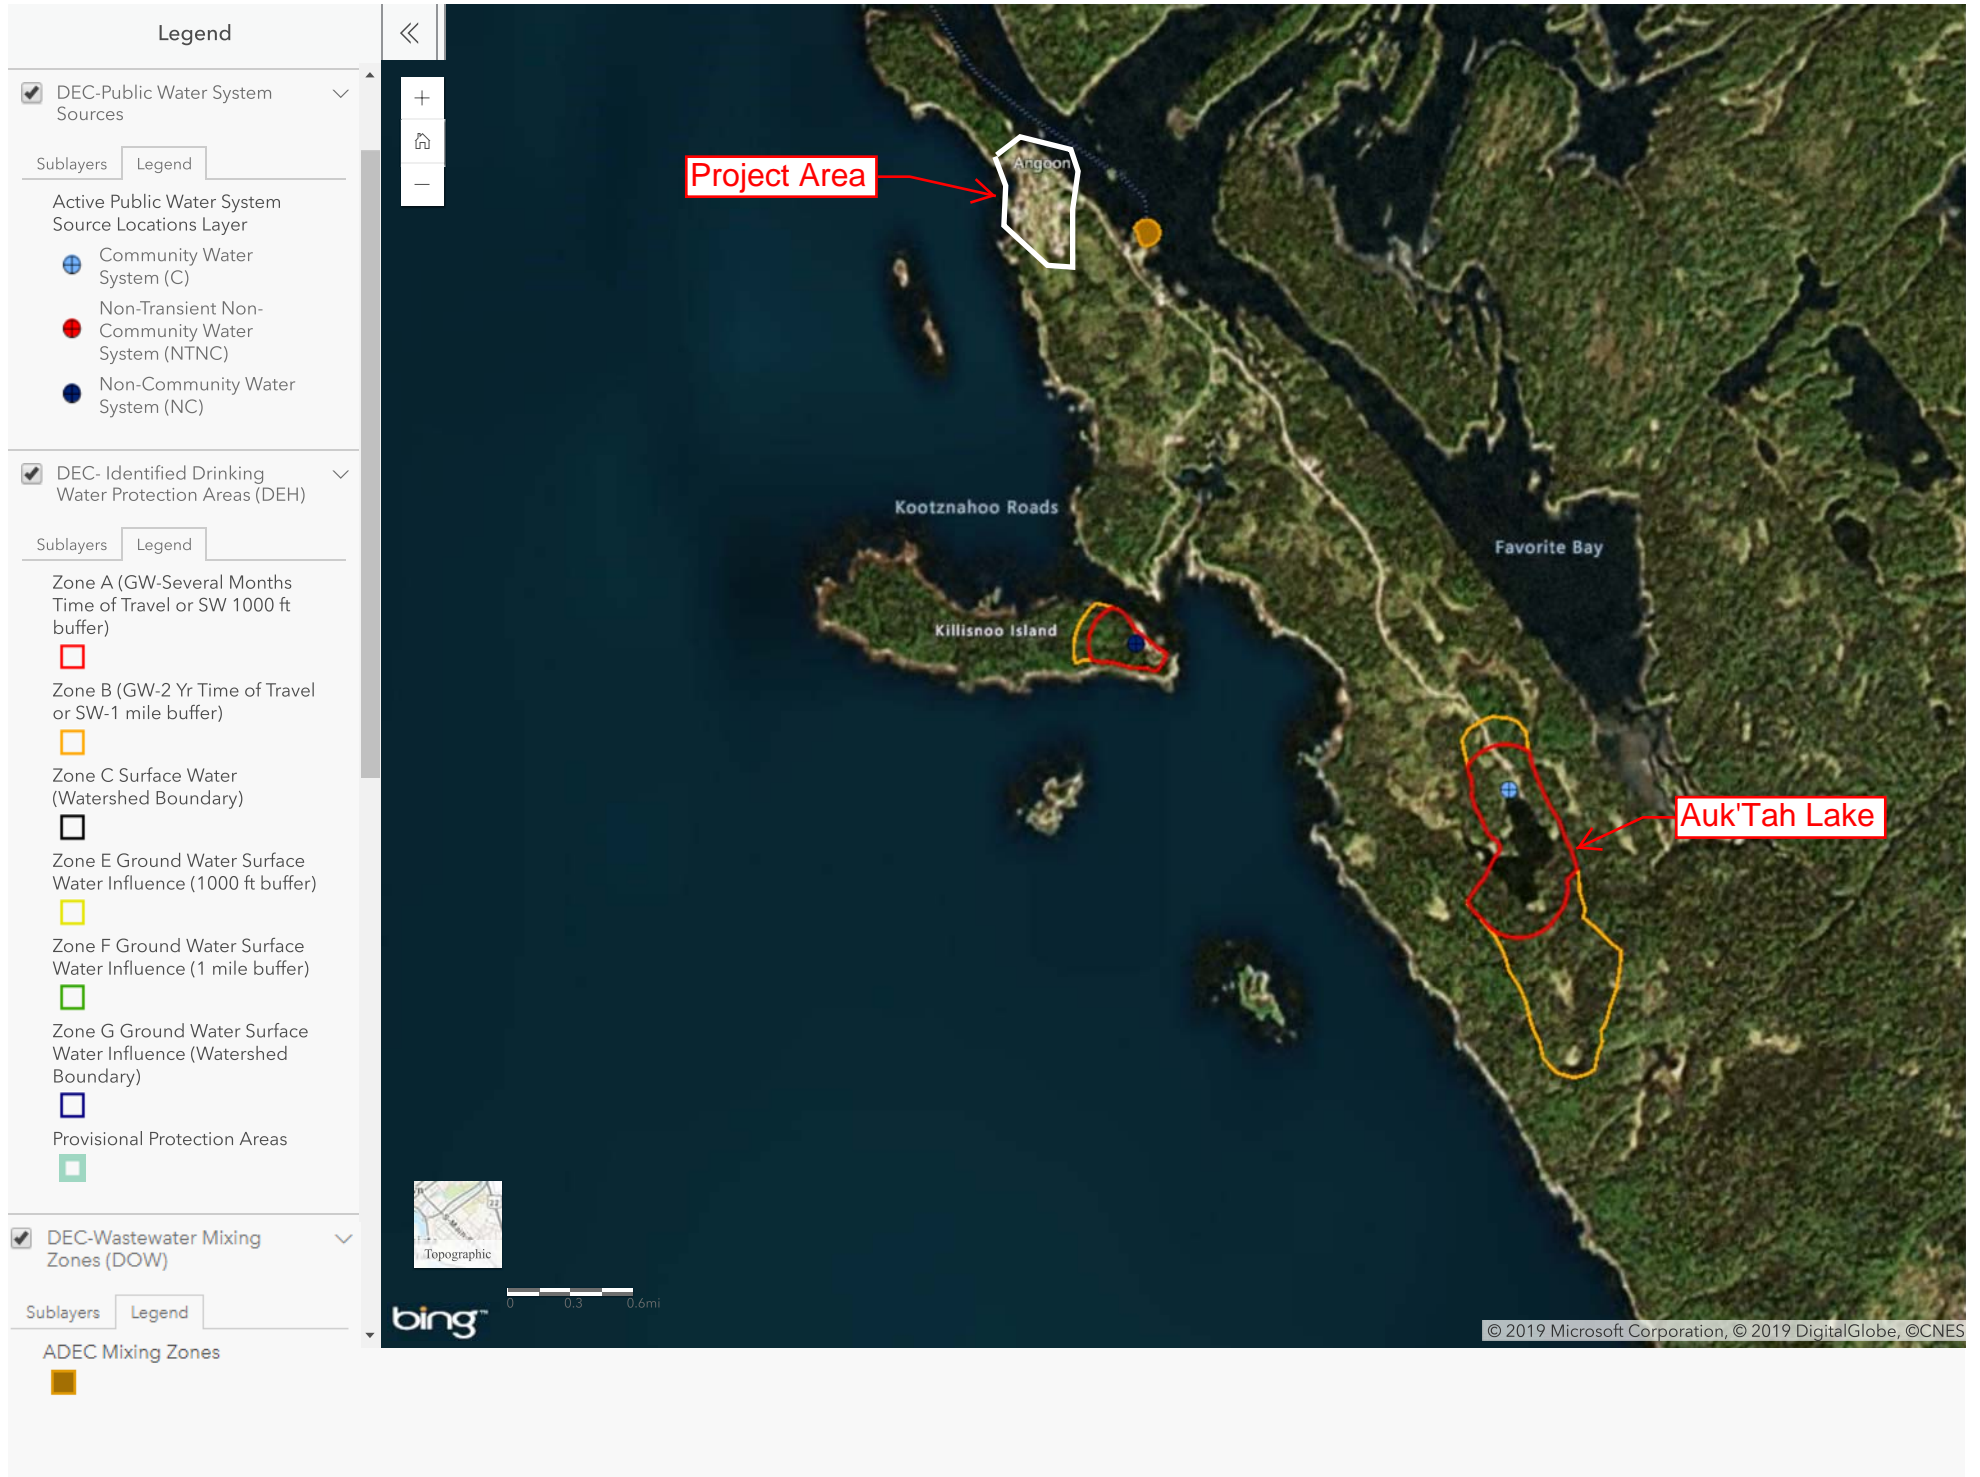 Legend
DEC-Public Water System
Sources
Sublayers
Legend
Active Public Water System
Source Locations Layer
Community Water
System (C)
Non-Transient Non-
Community Water
System (NTNC)
Non-Community Water
System (NC)
DEC- Identified Drinking
Water Protection Areas (DEH)
Sublayers
Legend
Zone A (GW-Several Months
Time of Travel or SW 1000 ft
buffer)
Zone B (GW-2 Yr Time of Travel
or SW-1 mile buffer)
Zone C Surface Water
(Watershed Boundary)
Zone E Ground Water Surface
Water Influence (1000 ft buffer)
Zone F Ground Water Surface
Water Influence (1 mile buffer)
Zone G Ground Water Surface
Water Influence (Watershed
Boundary)
Provisional Protection Areas
DEC-Wastewater Mixing
Zones (DOW)
Sublayers
Legend
ADEC Mixing Zones
Project Area
Angoon
Kootznahoo Roads
Favorite Bay
Killisnoo Island
Auk'Tah Lake
22
S-Main
Topographic
0 0.3 0.6mi
bing™
© 2019 Microsoft Corporation, © 2019 DigitalGlobe, ©CNES